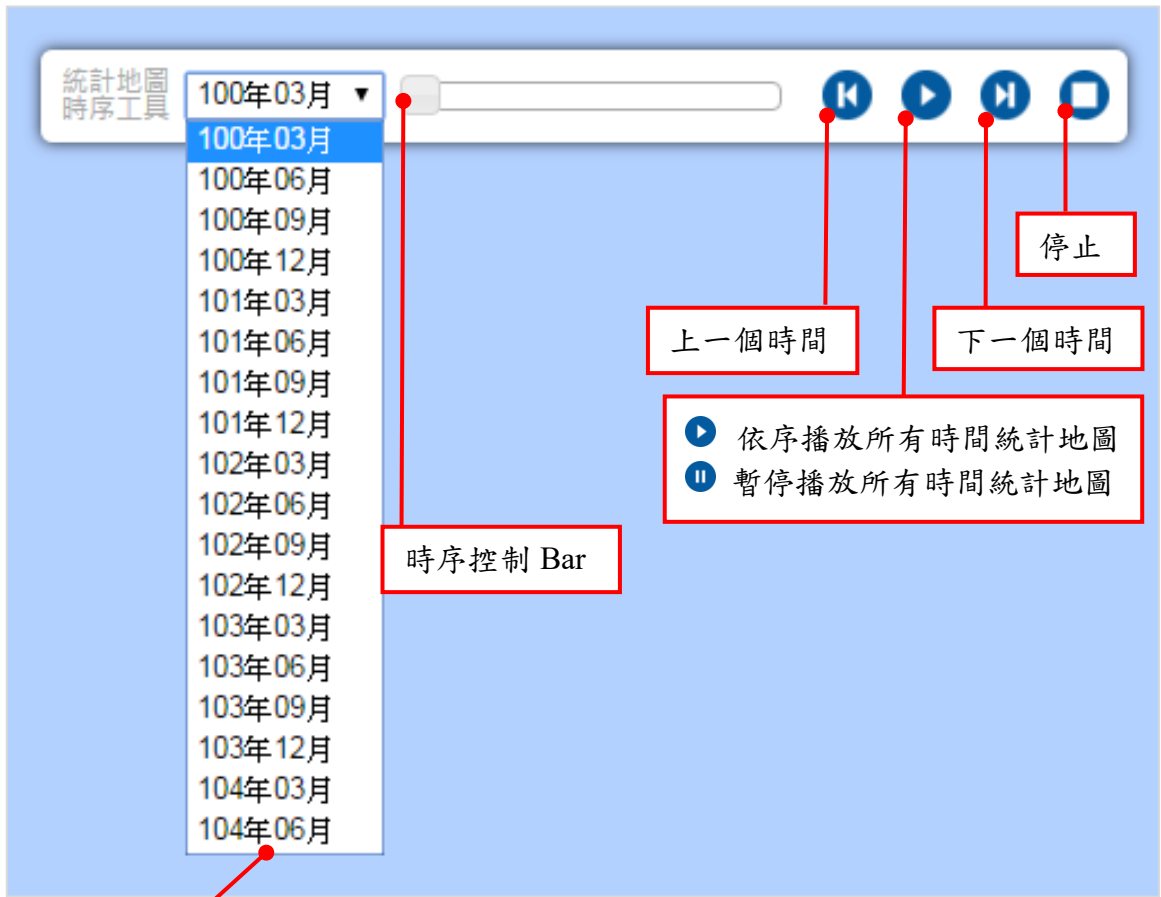 統計地圖
時序工具
100年03月
100年03月
100年06月
100年09月
100年12月
101年03月
101年06月
101年09月
101年12月
102年03月
102年06月
102年09月
102年12月
103年03月
103年06月
103年09月
103年12月
104年03月
104年06月
停止
上一個時間
下一個時間
依序播放所有時間統計地圖
暫停播放所有時間統計地圖
時序控制 Bar